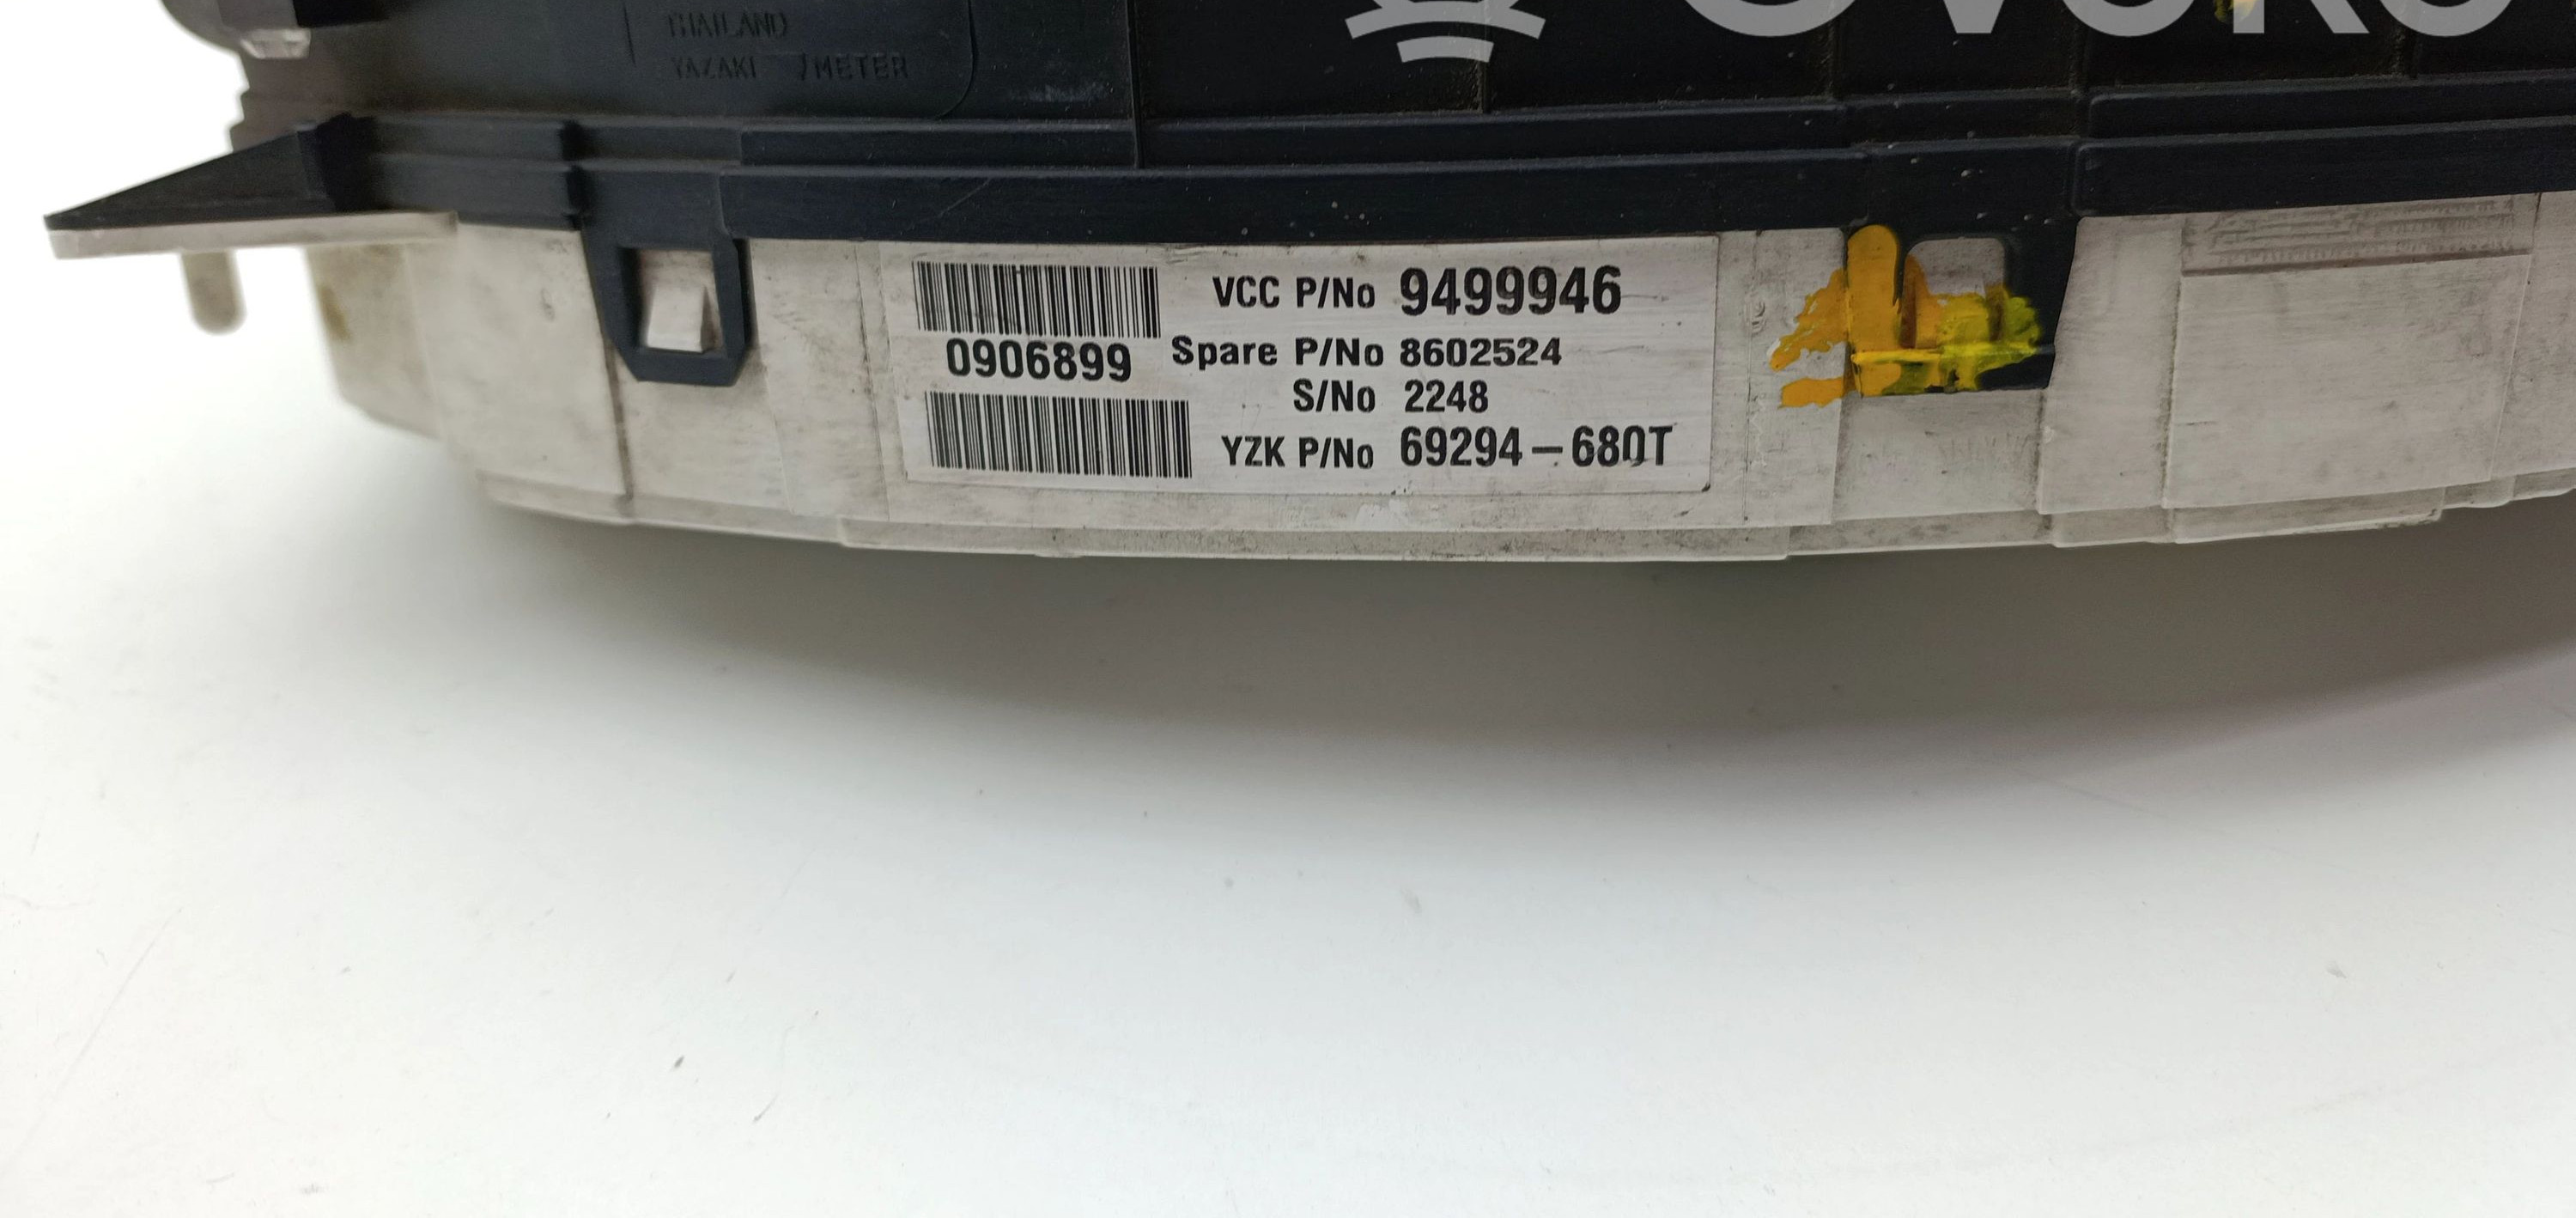 THAILAND
YAZAKI METER
VCC P/No 9499946
0906899
Spare P/No 8602524
S/No 2248
YZK P/No 69294-680T